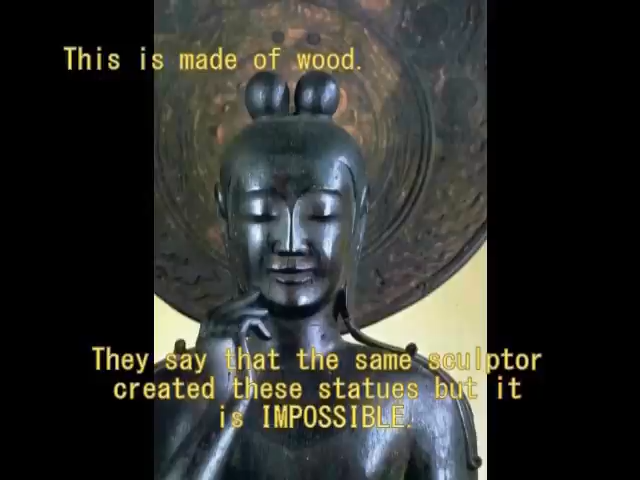 This is made of wood.
They say that the same sculptor
created these statues but it
is IMPOSSIBLE.